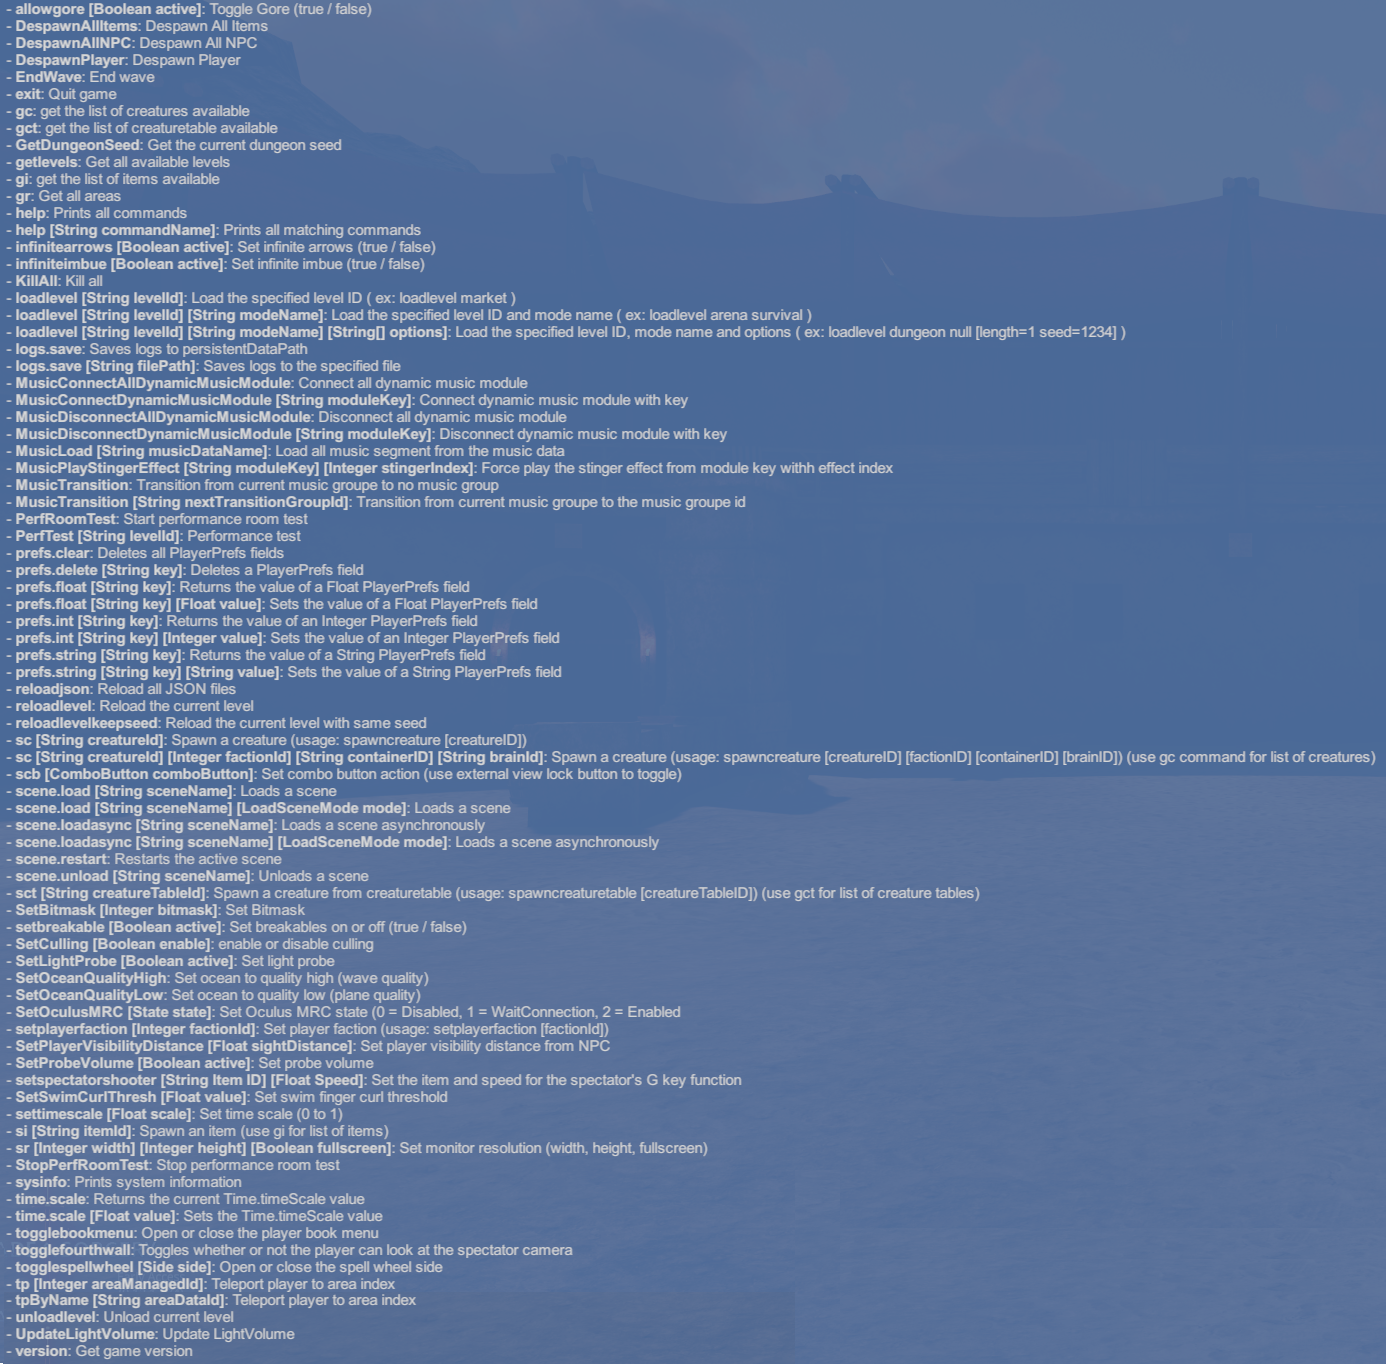 - allowgore [Boolean active]: Toggle Gore (true / false)
- DespawnAllItems: Despawn All Items
- DespawnAllNPC: Despawn All NPC
- DespawnPlayer: Despawn Player
- EndWave: End wave
- exit: Quit game
- gc: get the list of creatures available
- gct: get the list of creaturetable available
- GetDungeonSeed: Get the current dungeon seed
- getlevels: Get all available levels
- gi: get the list of items available
- gr: Get all areas
- help: Prints all commands
- help [String commandName]: Prints all matching commands
- infinitearrows [Boolean active]: Set infinite arrows (true / false)
- infiniteimbue [Boolean active]: Set infinite imbue (true / false)
- KillAll: Kill all
- loadlevel [String levelId]: Load the specified level ID ( ex: loadlevel market )
- loadlevel [String levelId] [String modeName]: Load the specified level ID and mode name ( ex: loadlevel arena survival )
- loadlevel [String levelId] [String modeName] [String[] options]: Load the specified level ID, mode name and options ( ex: loadlevel dungeon null [length=1 seed=1234] )
- logs.save: Saves logs to persistentDataPath
- logs.save [String filePath]: Saves logs to the specified file
- MusicConnectAllDynamicMusicModule: Connect all dynamic music module
- MusicConnectDynamicMusicModule [String moduleKey]: Connect dynamic music module with key
- MusicDisconnectAllDynamicMusicModule: Disconnect all dynamic music module
- MusicDisconnectDynamicMusicModule [String moduleKey]: Disconnect dynamic music module with key
- MusicLoad [String musicDataName]: Load all music segment from the music data
- MusicPlayStingerEffect [String moduleKey] [Integer stingerIndex]: Force play the stinger effect from module key withh effect index
- MusicTransition: Transition from current music groupe to no music group
- MusicTransition [String nextTransitionGroupId]: Transition from current music groupe to the music groupe id
- PerfRoomTest: Start performance room test
- PerfTest [String levelId]: Performance test
- prefs.clear: Deletes all PlayerPrefs fields
- prefs.delete [String key]: Deletes a PlayerPrefs field
- prefs.float [String key]: Returns the value of a Float PlayerPrefs field
- prefs.float [String key] [Float value]: Sets the value of a Float PlayerPrefs field
- prefs.int [String key]: Returns the value of an Integer PlayerPrefs field
- prefs.int [String key] [Integer value]: Sets the value of an Integer PlayerPrefs field
- prefs.string [String key]: Returns the value of a String PlayerPrefs field
- prefs.string [String key] [String value]: Sets the value of a String PlayerPrefs field
- reloadjson: Reload all JSON files
- reloadlevel: Reload the current level
- reloadlevelkeepseed: Reload the current level with same seed
- sc [String creatureId]: Spawn a creature (usage: spawncreature [creatureID])
- sc [String creatureId] [Integer factionId] [String containerID] [String brainId]: Spawn a creature (usage: spawncreature [creatureID] [factionID] [containerID] [brainID]) (use gc command for list of creatures)
- scb [ComboButton comboButton]: Set combo button action (use external view lock button to toggle)
- scene.load [String sceneName]: Loads a scene
- scene.load [String sceneName] [LoadSceneMode mode]: Loads a scene
- scene.loadasync [String sceneName]: Loads a scene asynchronously
- scene.loadasync [String sceneName] [LoadSceneMode mode]: Loads a scene asynchronously
- scene.restart: Restarts the active scene
- scene.unload [String sceneName]: Unloads a scene
- sct [String creatureTableId]: Spawn a creature from creaturetable (usage: spawncreaturetable [creatureTableID]) (use gct for list of creature tables)
- SetBitmask [Integer bitmask]: Set Bitmask
- setbreakable [Boolean active]: Set breakables on or off (true / false)
- SetCulling [Boolean enable]: enable or disable culling
- SetLightProbe [Boolean active]: Set light probe
- SetOceanQualityHigh: Set ocean to quality high (wave quality)
- SetOceanQualityLow: Set ocean to quality low (plane quality)
- SetOculusMRC [State state]: Set Oculus MRC state (0 = Disabled, 1 = WaitConnection, 2 = Enabled
- setplayerfaction [Integer factionId]: Set player faction (usage: setplayerfaction [factionId])
- SetPlayerVisibilityDistance [Float sightDistance]: Set player visibility distance from NPC
- SetProbeVolume [Boolean active]: Set probe volume
- setspectatorshooter [String Item ID] [Float Speed]: Set the item and speed for the spectator's G key function
- SetSwimCurlThresh [Float value]: Set swim finger curl threshold
- settimescale [Float scale]: Set time scale (0 to 1)
- si [String itemId]: Spawn an item (use gi for list of items)
- sr [Integer width] [Integer height] [Boolean fullscreen]: Set monitor resolution (width, height, fullscreen)
- StopPerfRoomTest: Stop performance room test
- sysinfo: Prints system information
- time.scale: Returns the current Time.timeScale value
- time.scale [Float value]: Sets the Time.timeScale value
- togglebookmenu: Open or close the player book menu
- togglefourthwall: Toggles whether or not the player can look at the spectator camera
- togglespellwheel [Side side]: Open or close the spell wheel side
- tp [Integer areaManagedId]: Teleport player to area index
- tpByName [String areaDataId]: Teleport player to area index
- unloadlevel: Unload current level
- UpdateLightVolume: Update LightVolume
- version: Get game version